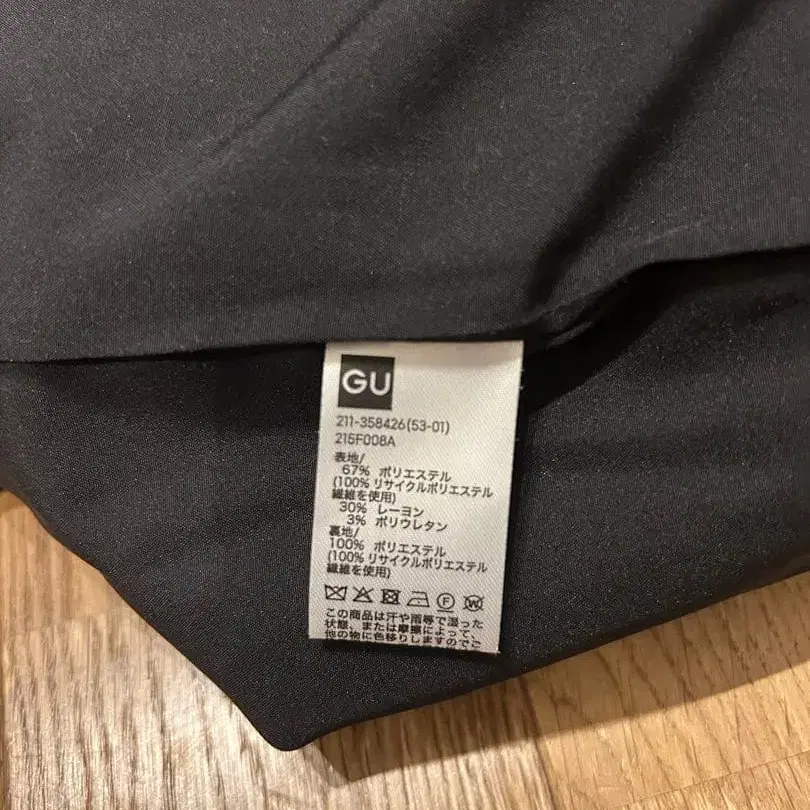 GU
211-358426(53-01)
215F008A
表地/
67% ポリエステル
(100% リサイクルポリエステル
繊維を使用)
30% レーヨン
3% ポリウレタン
裏地/
100% ポリエステル
(100% リサイクルポリエステル
繊維を使用)
F W
この商品は汗や雨等で湿った
状態、または摩擦によって、
他の物に色移りしますのでご